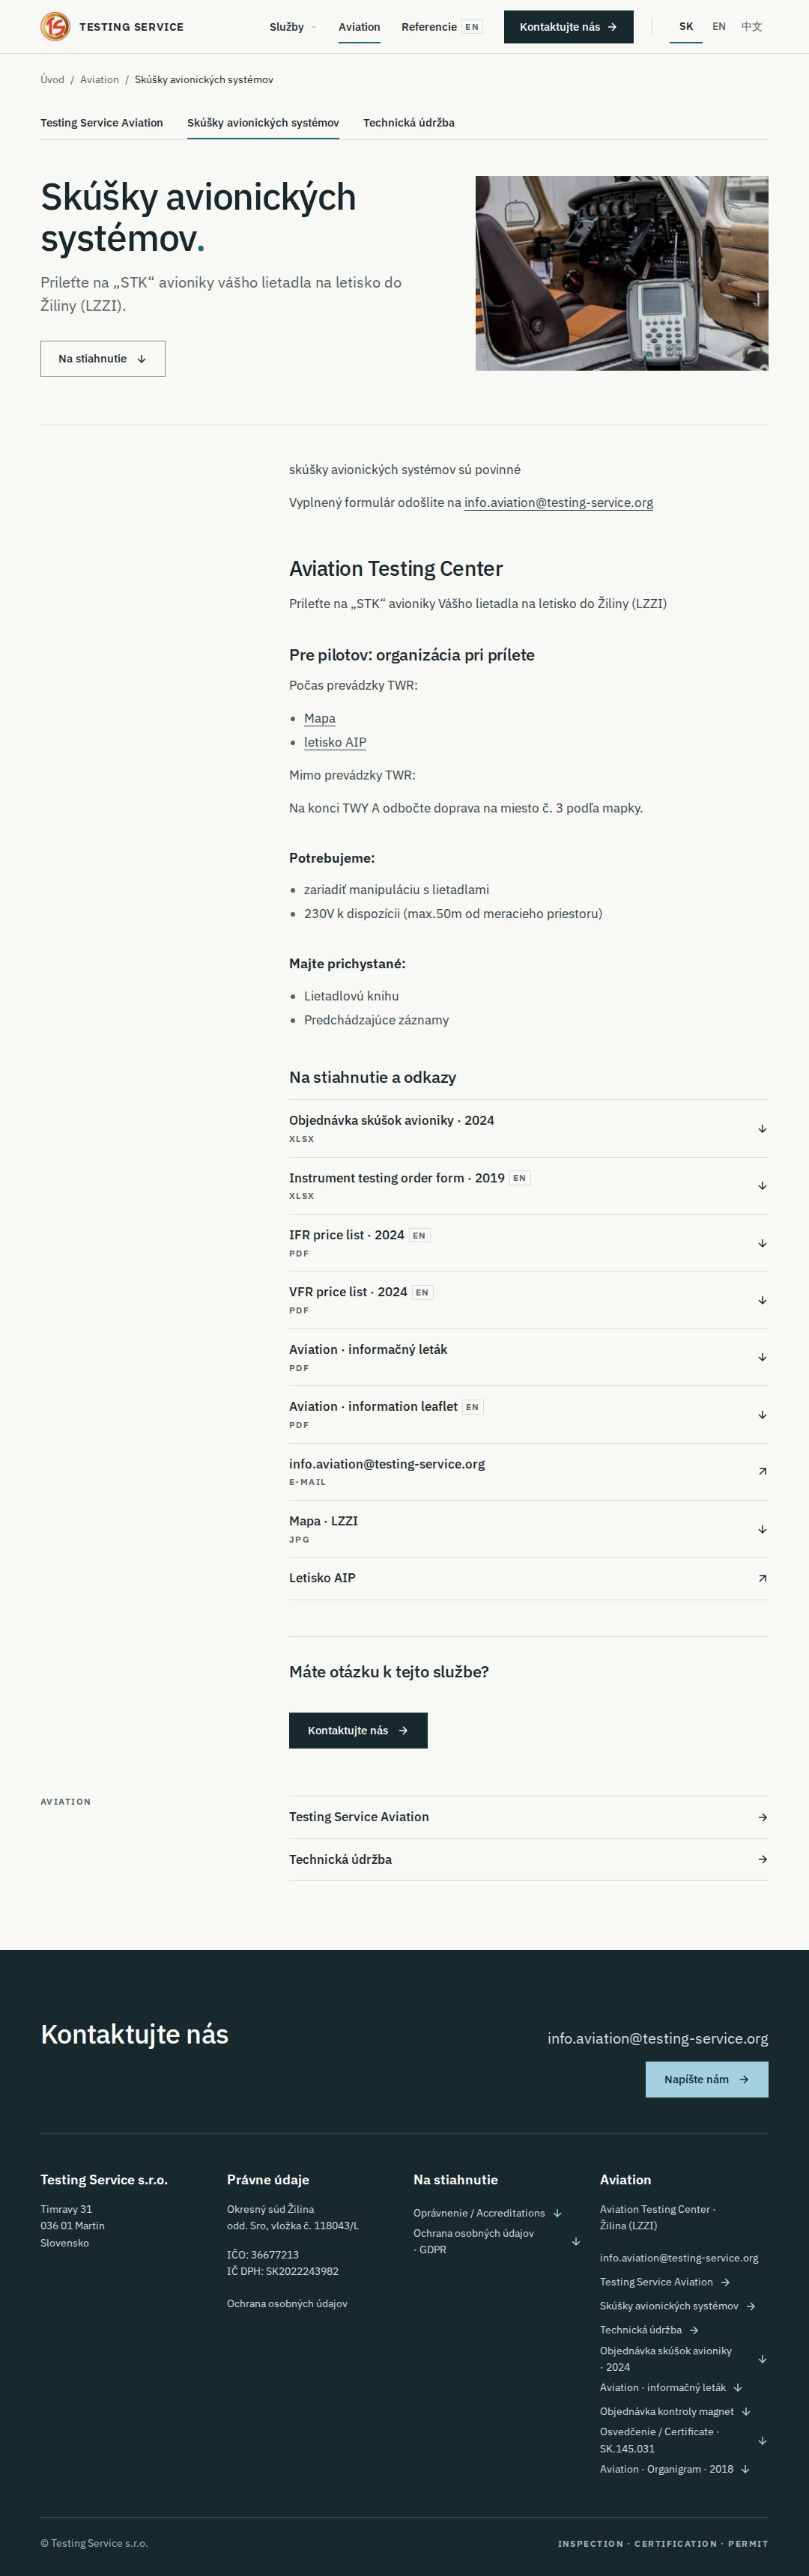 TESTING SERVICE
Služby
Aviation
Referencie EN
Kontaktujte nás
SK
EN
中文
Úvod / Aviation / Skúšky avionických systémov
Testing Service Aviation
Skúšky avionických systémov
Technická údržba
Skúšky avionických
systémov.
Prileťte na „STK“ avioniky vášho lietadla na letisko do
Žiliny (LZZI).
Na stiahnutie
skúšky avionických systémov sú povinné
Vyplnený formulár odošlite na info.aviation@testing-service.org
Aviation Testing Center
Prileťte na „STK“ avioniky Vášho lietadla na letisko do Žiliny (LZZI)
Pre pilotov: organizácia pri prílete
Počas prevádzky TWR:
Mapa
letisko AIP
Mimo prevádzky TWR:
Na konci TWY A odbočte doprava na miesto č. 3 podľa mapky.
Potrebujeme:
zariadiť manipuláciu s lietadlami
230V k dispozícii (max.50m od meracieho priestoru)
Majte prichystané:
Lietadlovú knihu
Predchádzajúce záznamy
Na stiahnutie a odkazy
Objednávka skúšok avioniky · 2024
XLSX
Instrument testing order form · 2019 EN
XLSX
IFR price list · 2024 EN
PDF
VFR price list · 2024 EN
PDF
Aviation · informačný leták
PDF
Aviation · information leaflet EN
PDF
info.aviation@testing-service.org
E-MAIL
Mapa · LZZI
JPG
Letisko AIP
Máte otázku k tejto službe?
Kontaktujte nás
AVIATION
Testing Service Aviation
Technická údržba
Kontaktujte nás
info.aviation@testing-service.org
Napíšte nám
Testing Service s.r.o.
Timravy 31
036 01 Martin
Slovensko
Právne údaje
Okresný súd Žilina
odd. Sro, vložka č. 118043/L
IČO: 36677213
IČ DPH: SK2022243982
Ochrana osobných údajov
Na stiahnutie
Oprávnenie / Accreditations
Ochrana osobných údajov
· GDPR
Aviation
Aviation Testing Center ·
Žilina (LZZI)
info.aviation@testing-service.org
Testing Service Aviation
Skúšky avionických systémov
Technická údržba
Objednávka skúšok avioniky
· 2024
Aviation · informačný leták
Objednávka kontroly magnet
Osvedčenie / Certificate ·
SK.145.031
Aviation · Organigram · 2018
© Testing Service s.r.o.
INSPECTION · CERTIFICATION · PERMIT